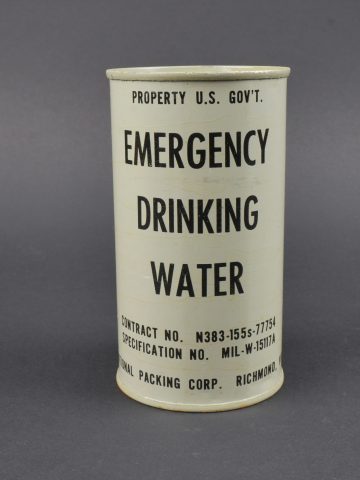 PROPERTY U.S. GOV'T.
EMERGENCY
DRINKING
WATER
CONTRACT NO. N383-155s-77754
SPECIFICATION NO. MIL-W-15117A
PACKING CORP. RICHMOND,